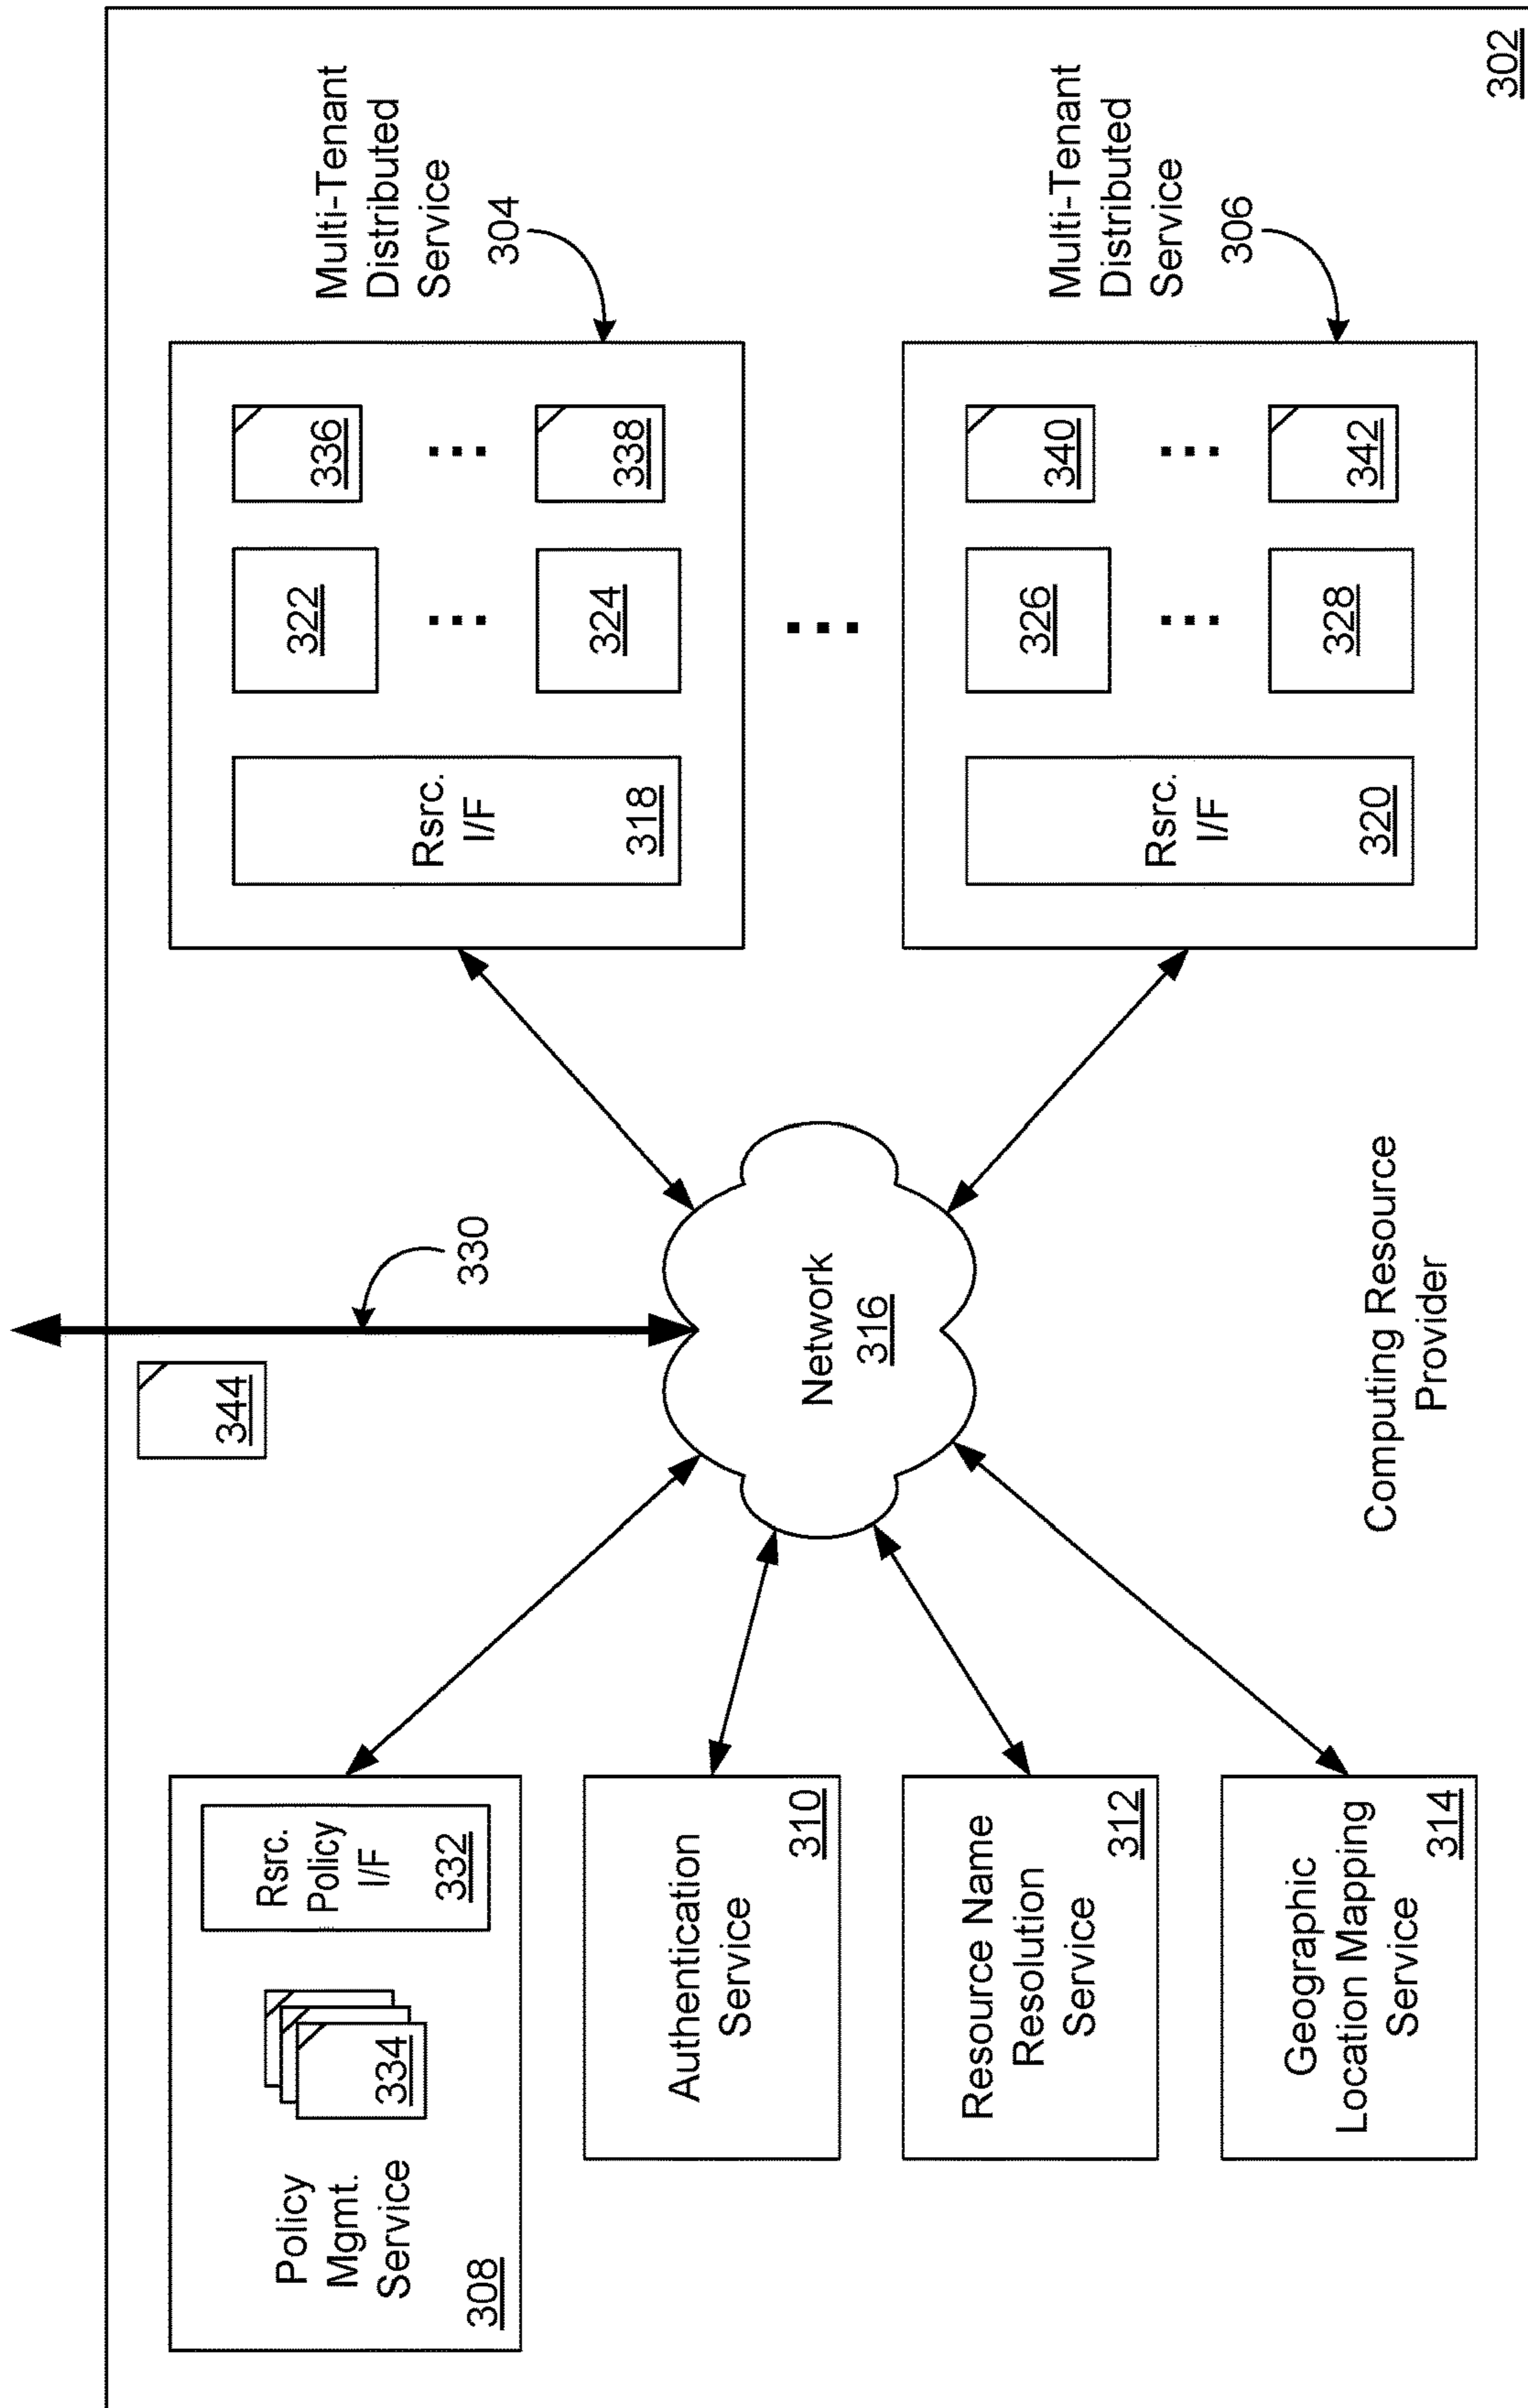 344
330
Policy
Mgmt.
Service
308
334
Rsrc.
Policy
I/F
332
Authentication
Service
310
Resource Name
Resolution
Service
312
Geographic
Location Mapping
Service
314
Network
316
Rsrc.
I/F
318
322
324
336
338
Multi-Tenant
Distributed
Service
304
Rsrc.
I/F
320
326
328
340
342
Multi-Tenant
Distributed
Service
306
Computing Resource
Provider
302